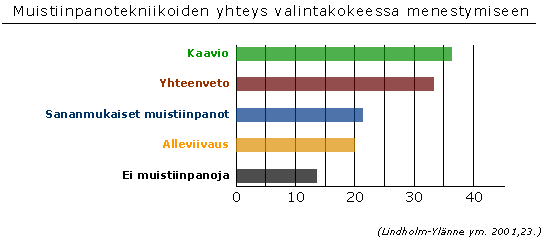 Muistiinpanotekniikoiden yhteys valintakokeessa menestymiseen
Kaavio
Yhteenveto
Sananmukaiset muistiinpanot
Alleviivaus
Ei muistiinpanoja
0 10 20 30 40
(Lindholm-Ylänne ym. 2001,23.)